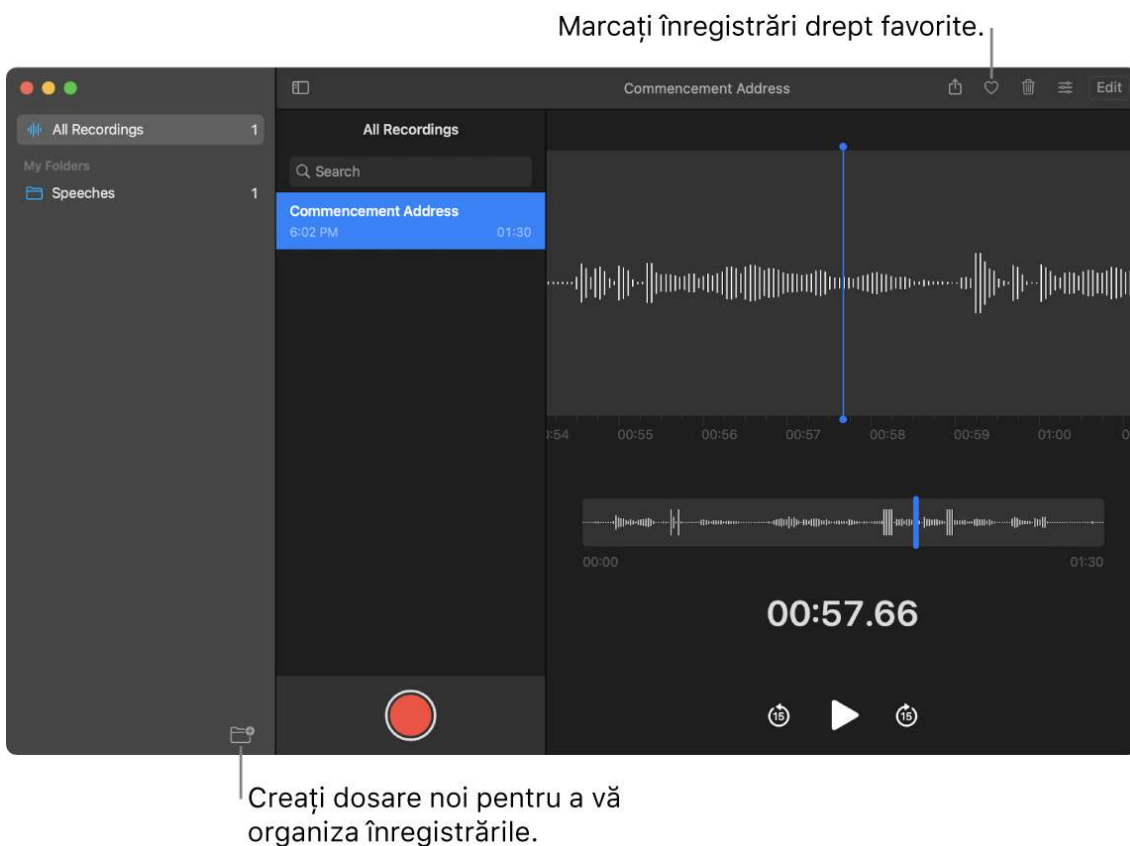 Marcați înregistrări drept favorite.
Commencement Address
Edit
All Recordings 1
My Folders
Speeches 1
All Recordings
Search
Commencement Address
6:02 PM 01:30
00:55 00:56 00:57 00:58 00:59 01:00
00:00 01:30
00:57.66
15 15
Creați dosare noi pentru a vă
organiza înregistrările.